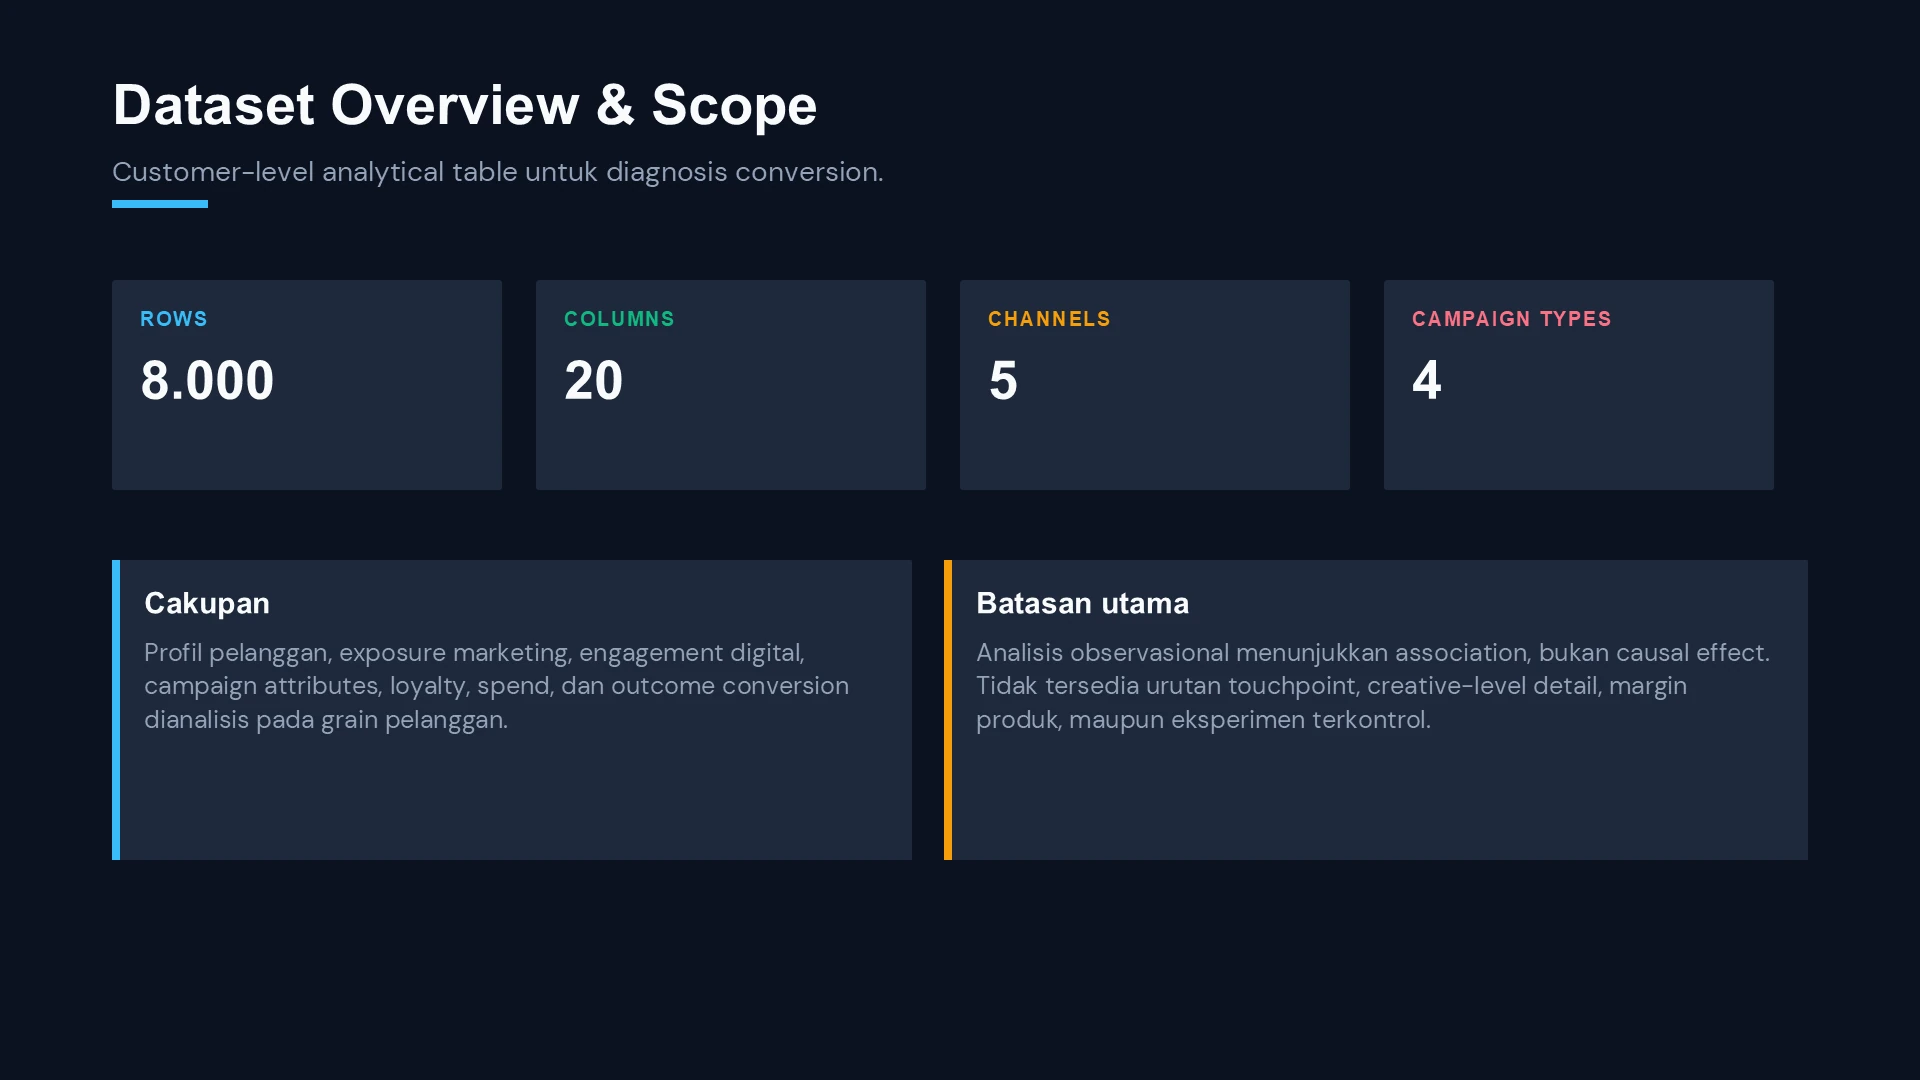 Dataset Overview & Scope
Customer-level analytical table untuk diagnosis conversion.
ROWS
8.000
COLUMNS
20
CHANNELS
5
CAMPAIGN TYPES
4
Cakupan
Profil pelanggan, exposure marketing, engagement digital,
campaign attributes, loyalty, spend, dan outcome conversion
dianalisis pada grain pelanggan.
Batasan utama
Analisis observasional menunjukkan association, bukan causal effect.
Tidak tersedia urutan touchpoint, creative-level detail, margin
produk, maupun eksperimen terkontrol.